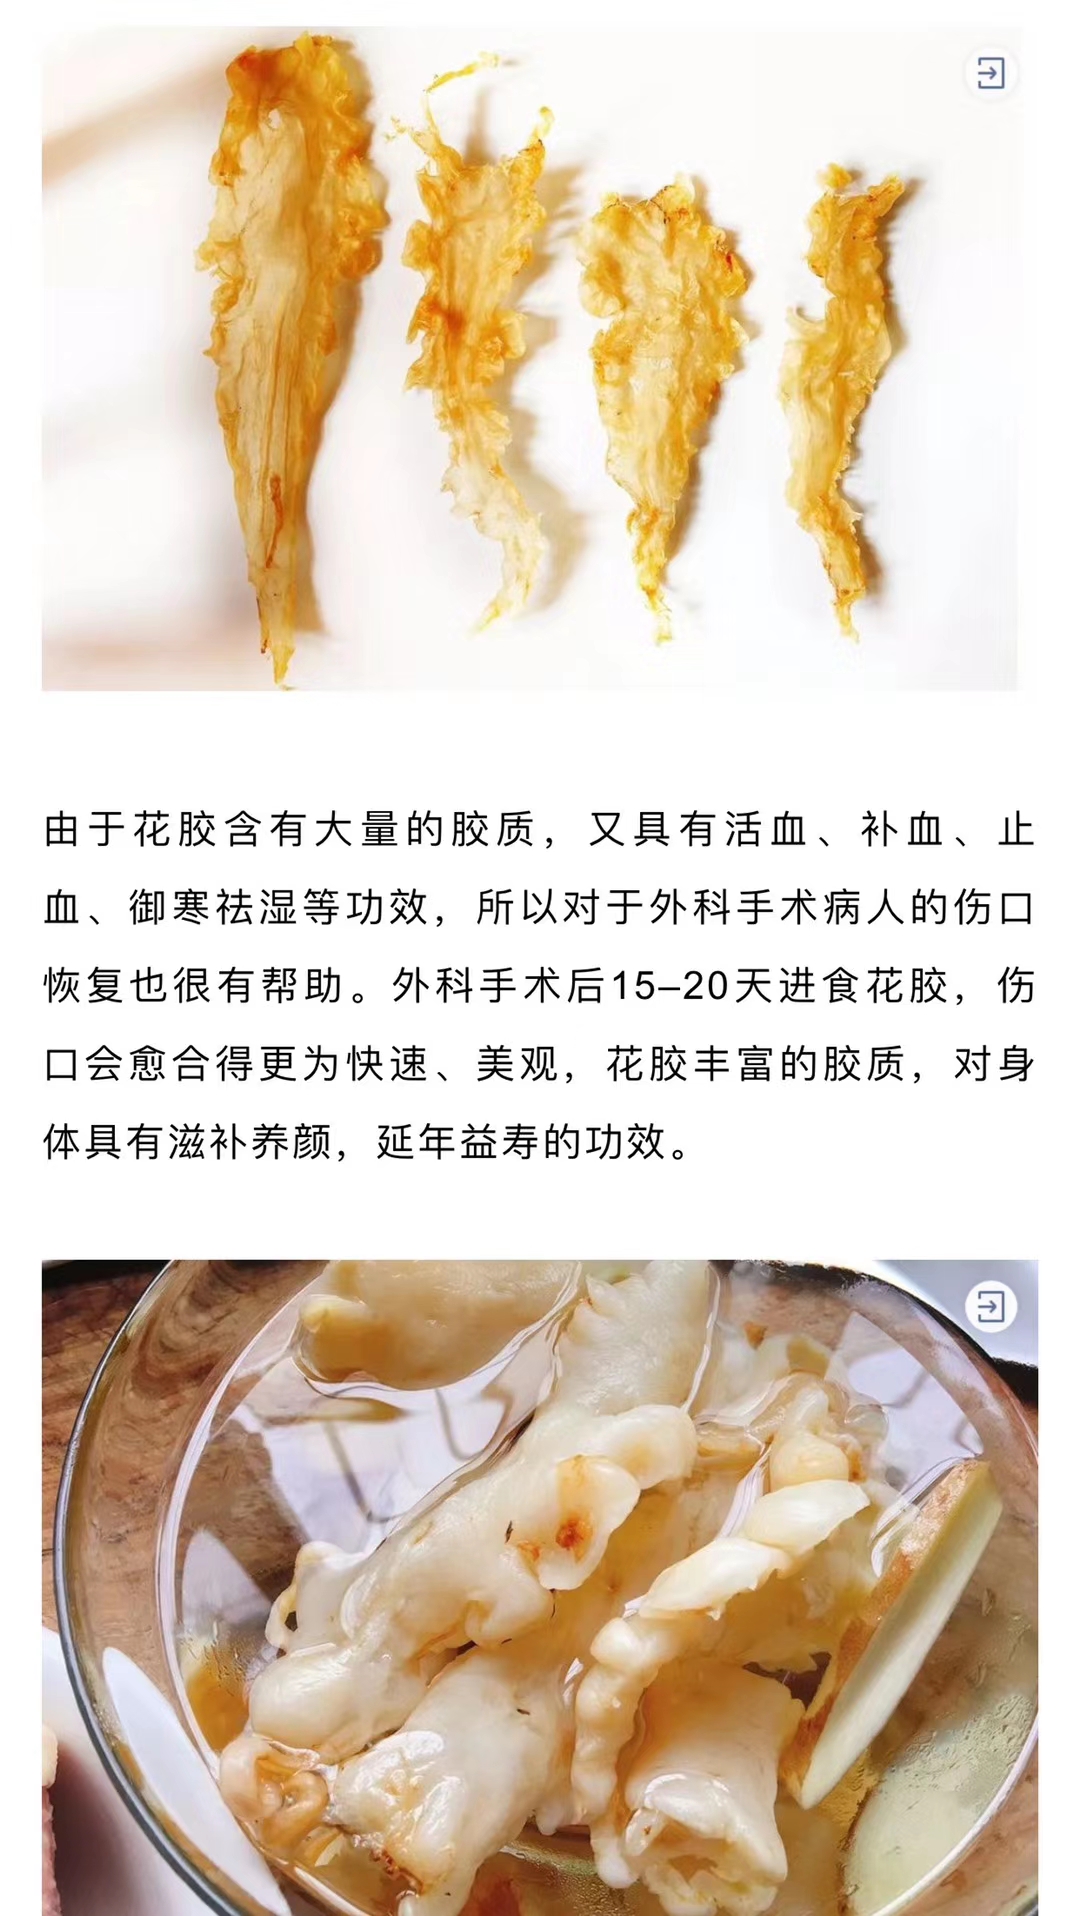 由于花胶含有大量的胶质，又具有活血、补血、止
血、御寒祛湿等功效，所以对于外科手术病人的伤口
恢复也很有帮助。外科手术后15–20天进食花胶，伤
口会愈合得更为快速、美观，花胶丰富的胶质，对身
体具有滋补养颜，延年益寿的功效。